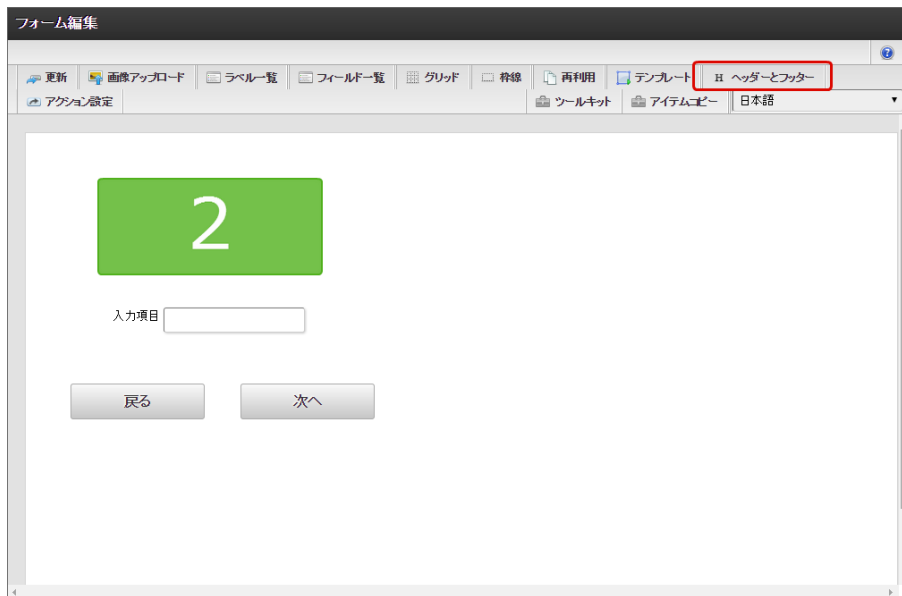 フォーム編集
?
更新 画像アップロード ラベル一覧 フィールド一覧 グリッド 枠線 再利用 テンプレート H ヘッダーとフッター
アクション設定 ツールキット アイテムコピー 日本語
2
入力項目
戻る 次へ